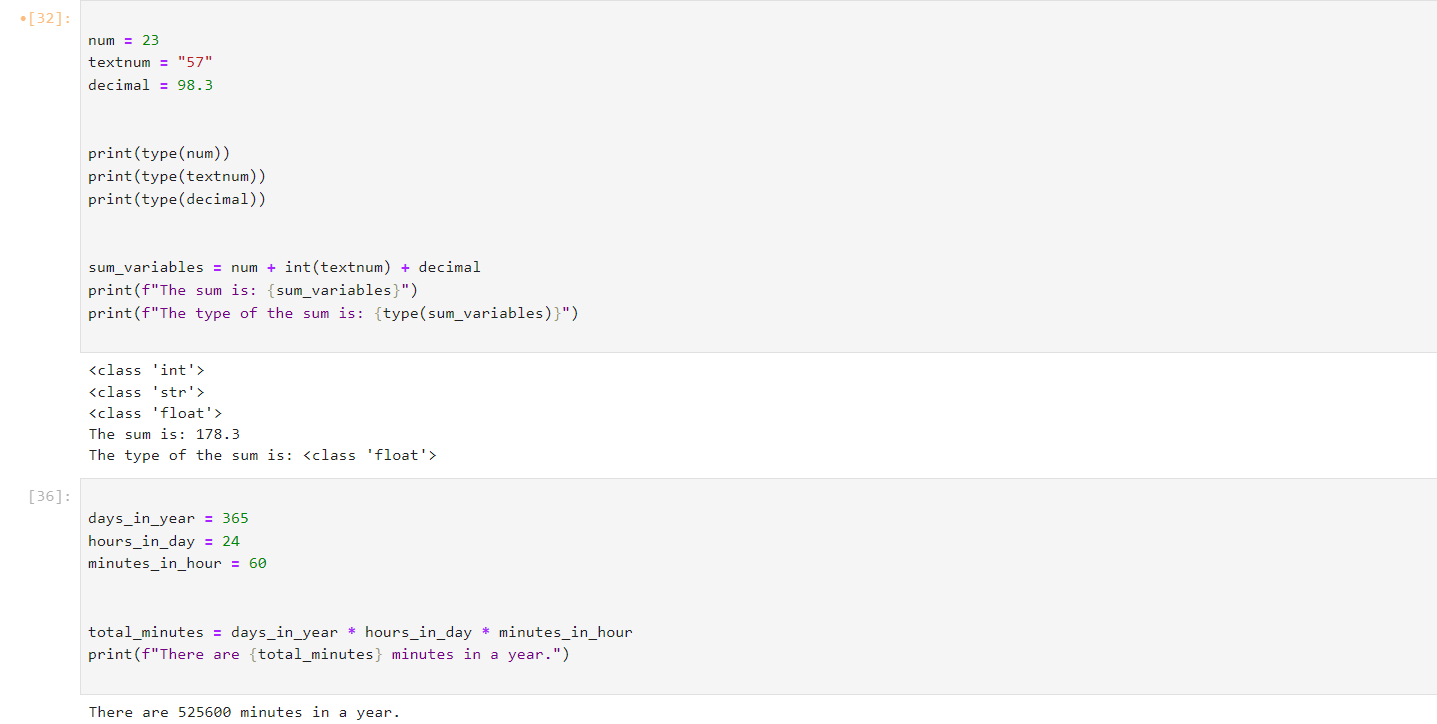 •[32]:
num = 23
textnum = "57"
decimal = 98.3
print(type(num))
print(type(textnum))
print(type(decimal))
sum_variables = num + int(textnum) + decimal
print(f"The sum is: {sum_variables}")
print(f"The type of the sum is: {type(sum_variables)}")
<class 'int'>
<class 'str'>
<class 'float'>
The sum is: 178.3
The type of the sum is: <class 'float'>
[36]:
days_in_year = 365
hours_in_day = 24
minutes_in_hour = 60
total_minutes = days_in_year * hours_in_day * minutes_in_hour
print(f"There are {total_minutes} minutes in a year.")
There are 525600 minutes in a year.